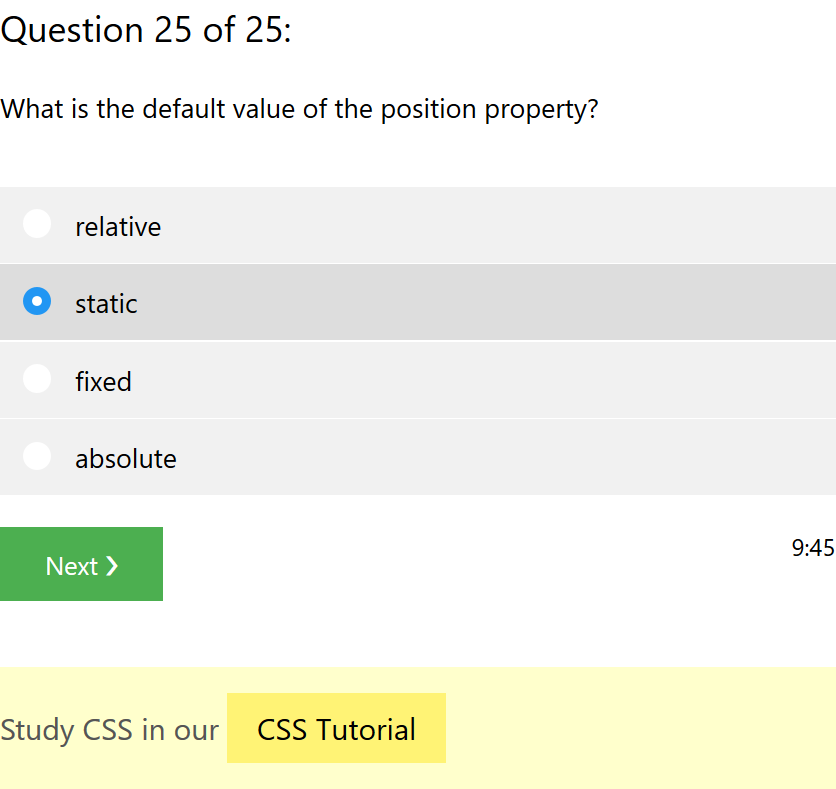 Question 25 of 25:
What is the default value of the position property?
relative
static
fixed
absolute
Next ❯
9:45
Study CSS in our CSS Tutorial